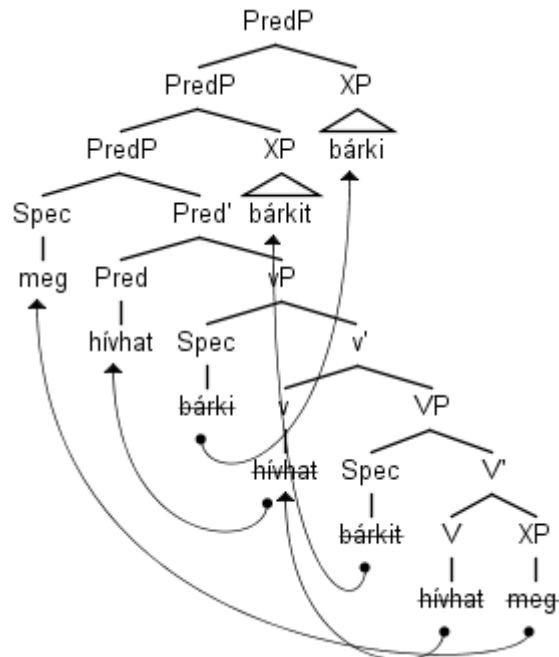 PredP
PredP XP
PredP XP bárki
Spec Pred' bárkit
meg Pred vP
hívhat Spec v'
bárki v VP
hívhat Spec V'
bárkit V XP
hívhat meg